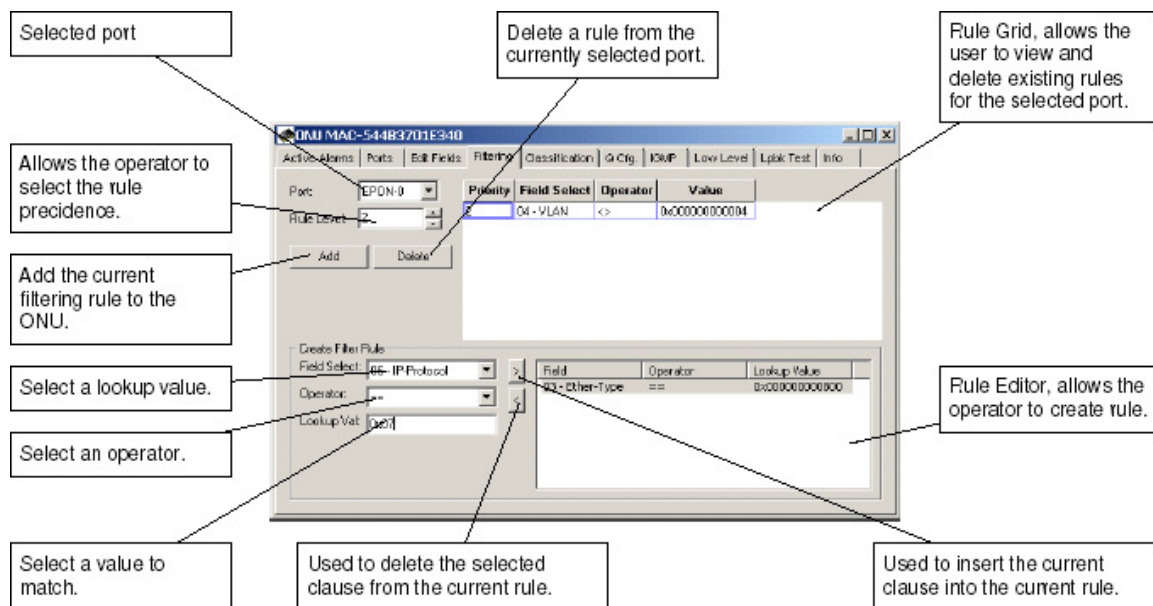 Selected port
Delete a rule from the
currently selected port.
Rule Grid, allows the
user to view and
delete existing rules
for the selected port.
Allows the operator to
select the rule
precidence.
Add the current
filtering rule to the
ONU.
Select a lookup value.
Select an operator.
Select a value to
match.
Used to delete the selected
clause from the current rule.
Used to insert the current
clause into the current rule.
Rule Editor, allows the
operator to create rule.
ONU MAC-54483701E340
Active-Alarms Ports Edit Fields Filtering Classification Q Cfg. IGMP Low Level Lpbk Test Info
Port: EPON-0
Rule Level:
Add Delete
Priority Field Select Operator Value
04 - VLAN <> 0x000000000004
Create Filter Rule
Field Select: 06 - IP-Protocol >
Operator: == <
Lookup Val: 0x07
Field Operator Lookup Value
03 - Ether-Type == 0x000000000000